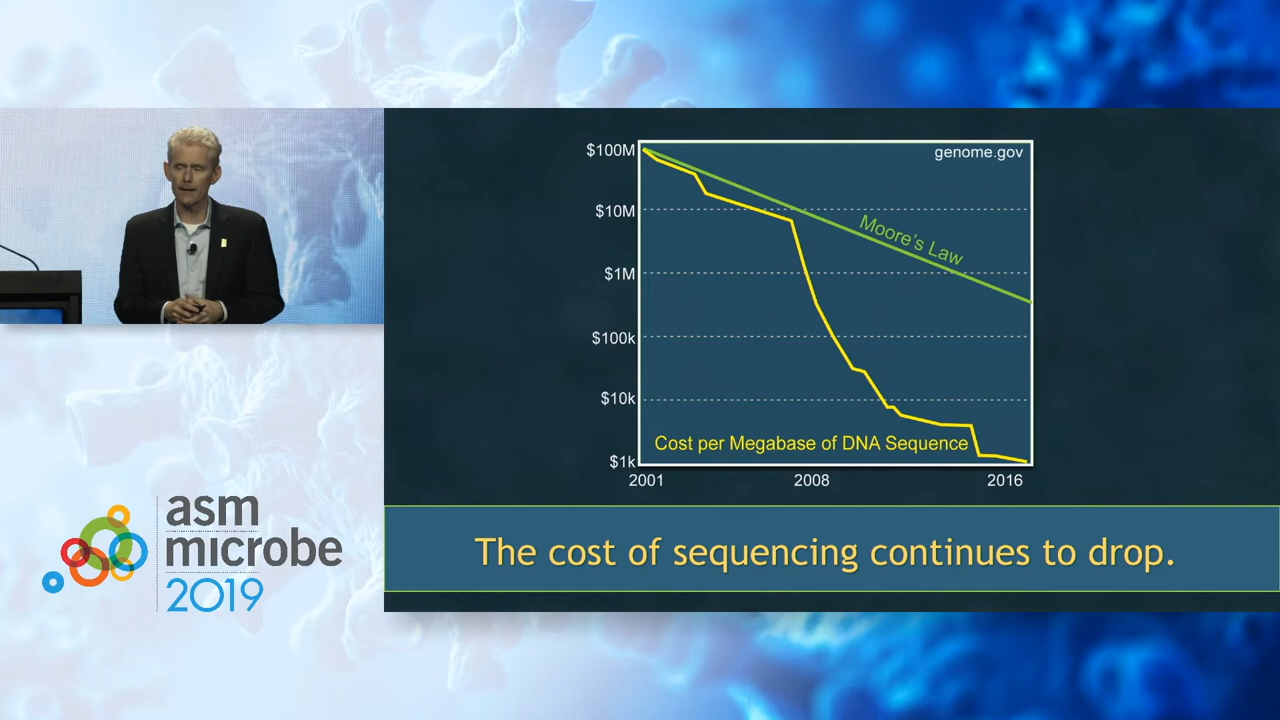 $100M
genome.gov
$10M
Moore's Law
$1M
$100k
$10k
Cost per Megabase of DNA Sequence
$1k
2001 2008 2016
The cost of sequencing continues to drop.
asm
microbe
2019